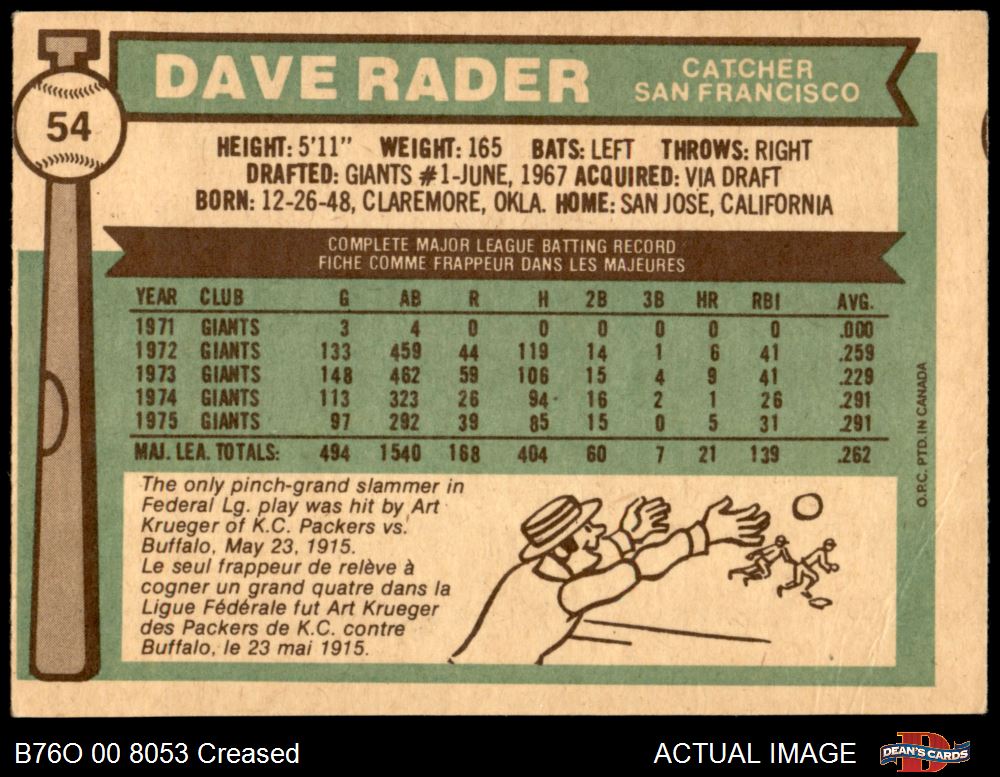 54
DAVE RADER
CATCHER
SAN FRANCISCO
HEIGHT: 5'11" WEIGHT: 165 BATS: LEFT THROWS: RIGHT
DRAFTED: GIANTS #1-JUNE, 1967 ACQUIRED: VIA DRAFT
BORN: 12-26-48, CLAREMORE, OKLA. HOME: SAN JOSE, CALIFORNIA
COMPLETE MAJOR LEAGUE BATTING RECORD
FICHE COMME FRAPPEUR DANS LES MAJEURES
YEAR CLUB G AB R H 2B 3B HR RBI AVG.
1971 GIANTS 3 4 0 0 0 0 0 0 .000
1972 GIANTS 133 459 44 119 14 1 6 41 .259
1973 GIANTS 148 462 59 106 15 4 9 41 .229
1974 GIANTS 113 323 26 94 16 2 1 26 .291
1975 GIANTS 97 292 39 85 15 0 5 31 .291
MAJ. LEA. TOTALS: 494 1540 168 404 60 7 21 139 .262
The only pinch-grand slammer in
Federal Lg. play was hit by Art
Krueger of K.C. Packers vs.
Buffalo, May 23, 1915.
Le seul frappeur de relève à
cogner un grand quatre dans la
Ligue Fédérale fut Art Krueger
des Packers de K.C. contre
Buffalo, le 23 mai 1915.
O.P.C. PTD. IN CANADA
B76O 00 8053 Creased
ACTUAL IMAGE
DEAN'S CARDS